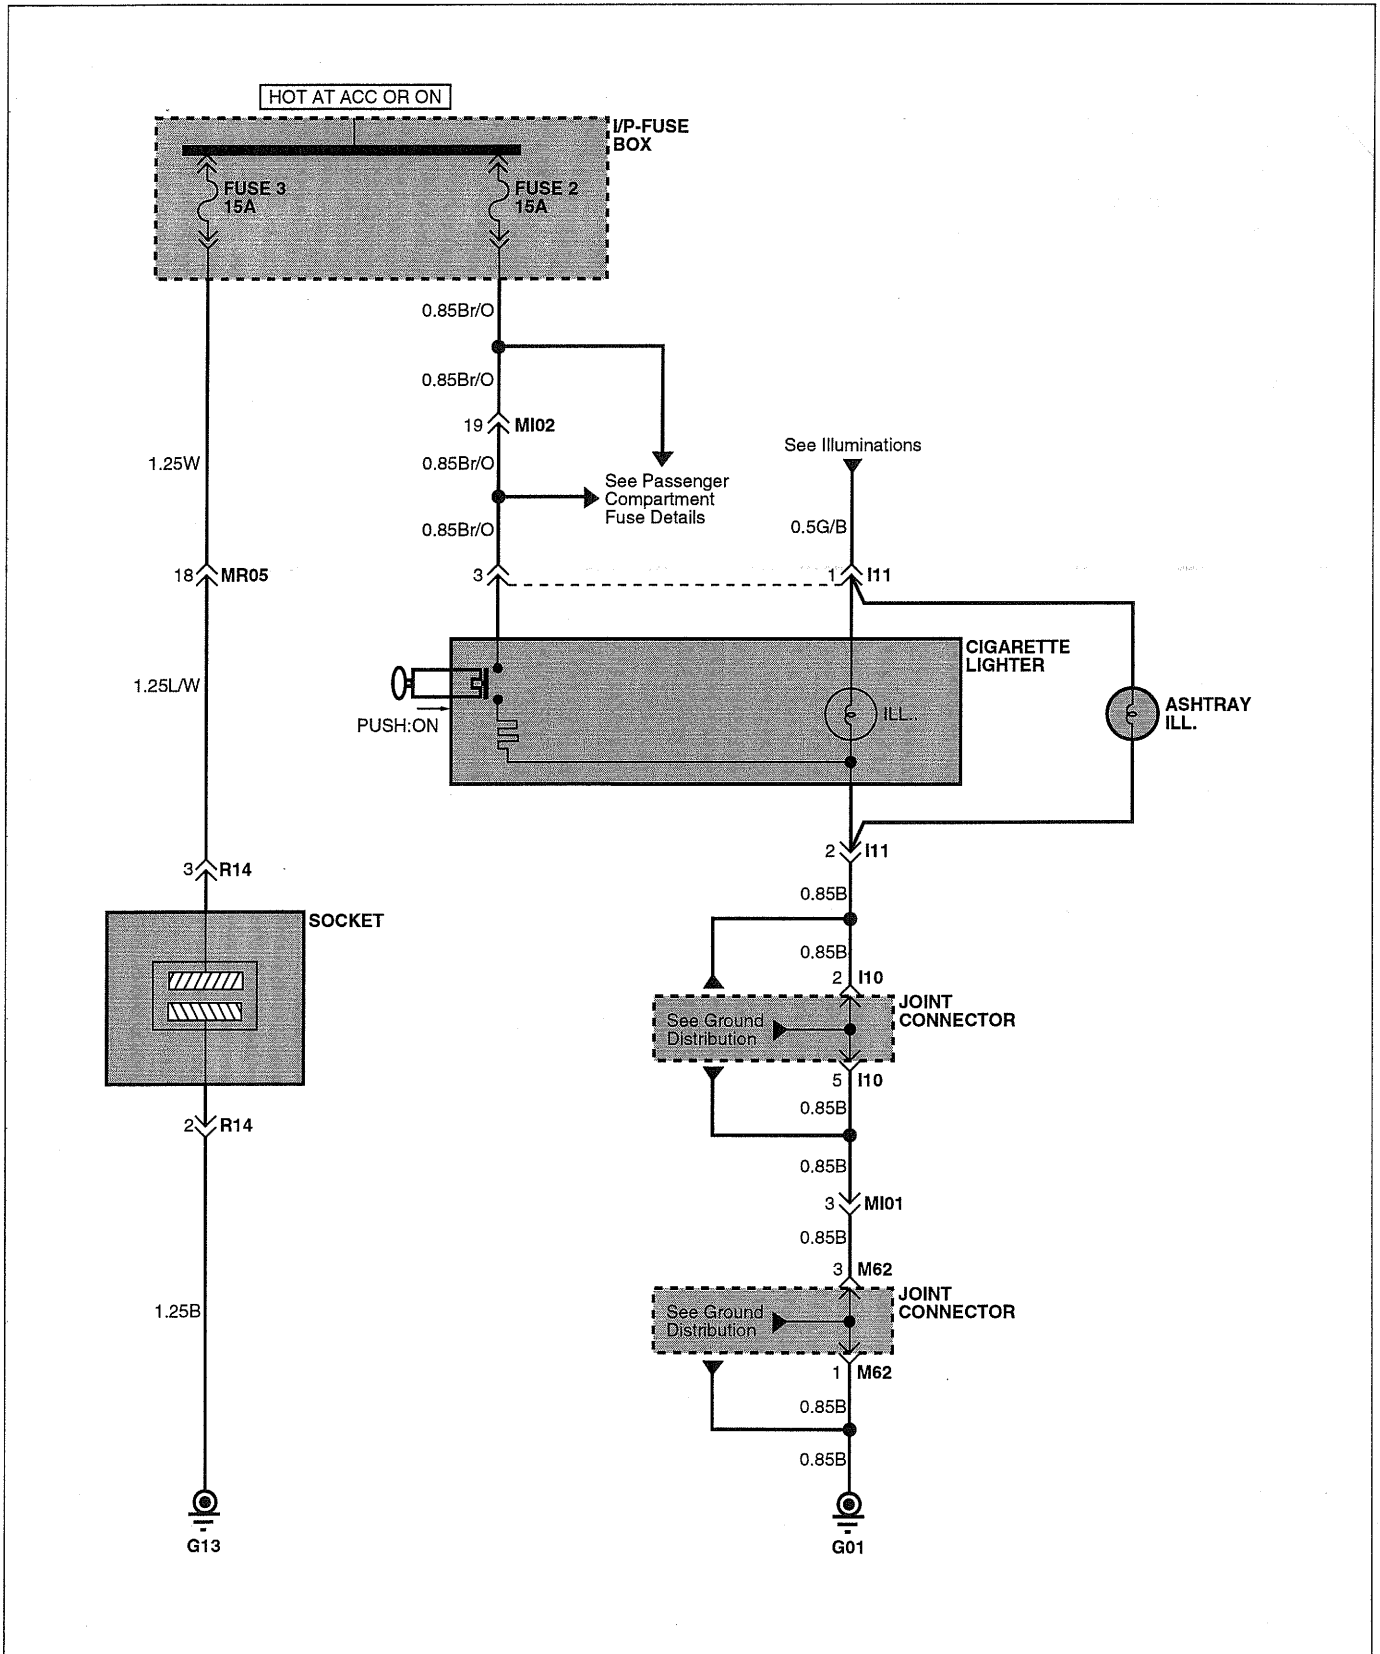 HOT AT ACC OR ON
I/P-FUSE
BOX
FUSE 3
15A
FUSE 2
15A
0.85Br/O
0.85Br/O
19 MI02
See Illuminations
1.25W
0.85Br/O
See Passenger
Compartment
Fuse Details
0.85Br/O
0.5G/B
18 MR05
3
1 I11
CIGARETTE
LIGHTER
1.25L/W
PUSH:ON
ILL..
ASHTRAY
ILL.
2 I11
3 R14
0.85B
SOCKET
0.85B
2 I10
JOINT
CONNECTOR
See Ground
Distribution
5 I10
0.85B
2 R14
0.85B
3 MI01
0.85B
3 M62
JOINT
CONNECTOR
1.25B
See Ground
Distribution
1 M62
0.85B
0.85B
G13
G01